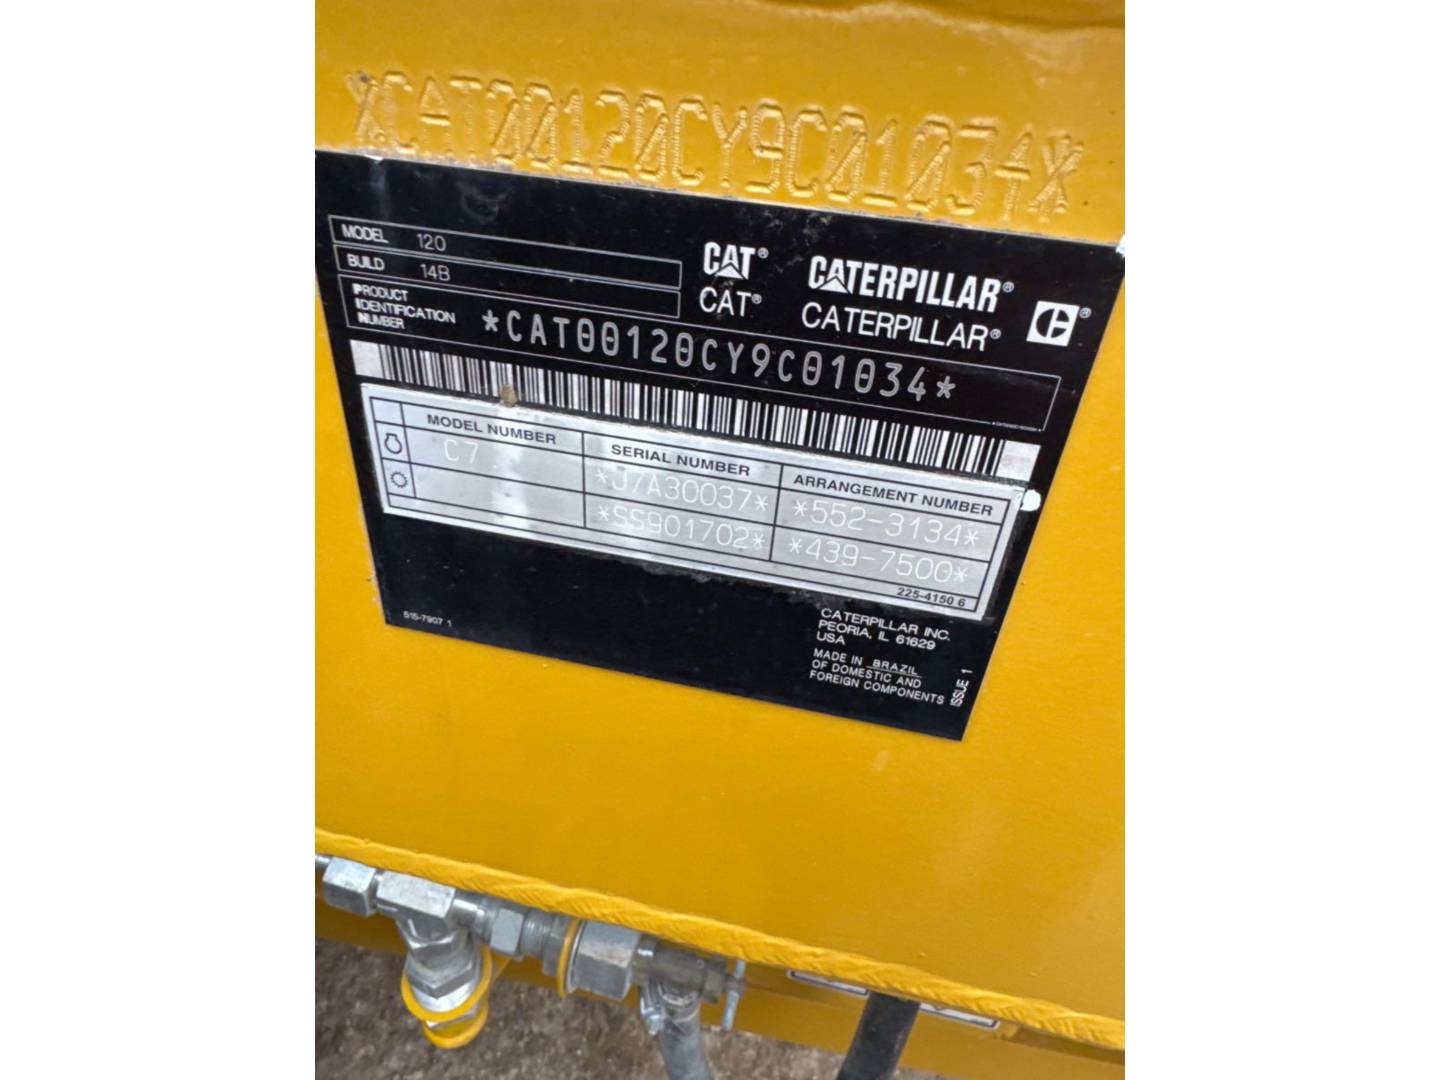 *CAT00120CY9C01034*
MODEL 120
BUILD 14B
CAT® CATERPILLAR®
CAT® CATERPILLAR®
PRODUCT
IDENTIFICATION
NUMBER
*CAT00120CY9C01034*
MODEL NUMBER SERIAL NUMBER ARRANGEMENT NUMBER
C7 *J7A30037* *552-3134*
*SS901702* *439-7500*
225-4150 6
515-7907 1
CATERPILLAR INC.
PEORIA, IL 61629
USA
MADE IN BRAZIL
OF DOMESTIC AND
FOREIGN COMPONENTS
ISSUE 1